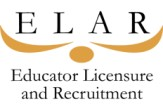 ELAR
Educator Licensure
and Recruitment